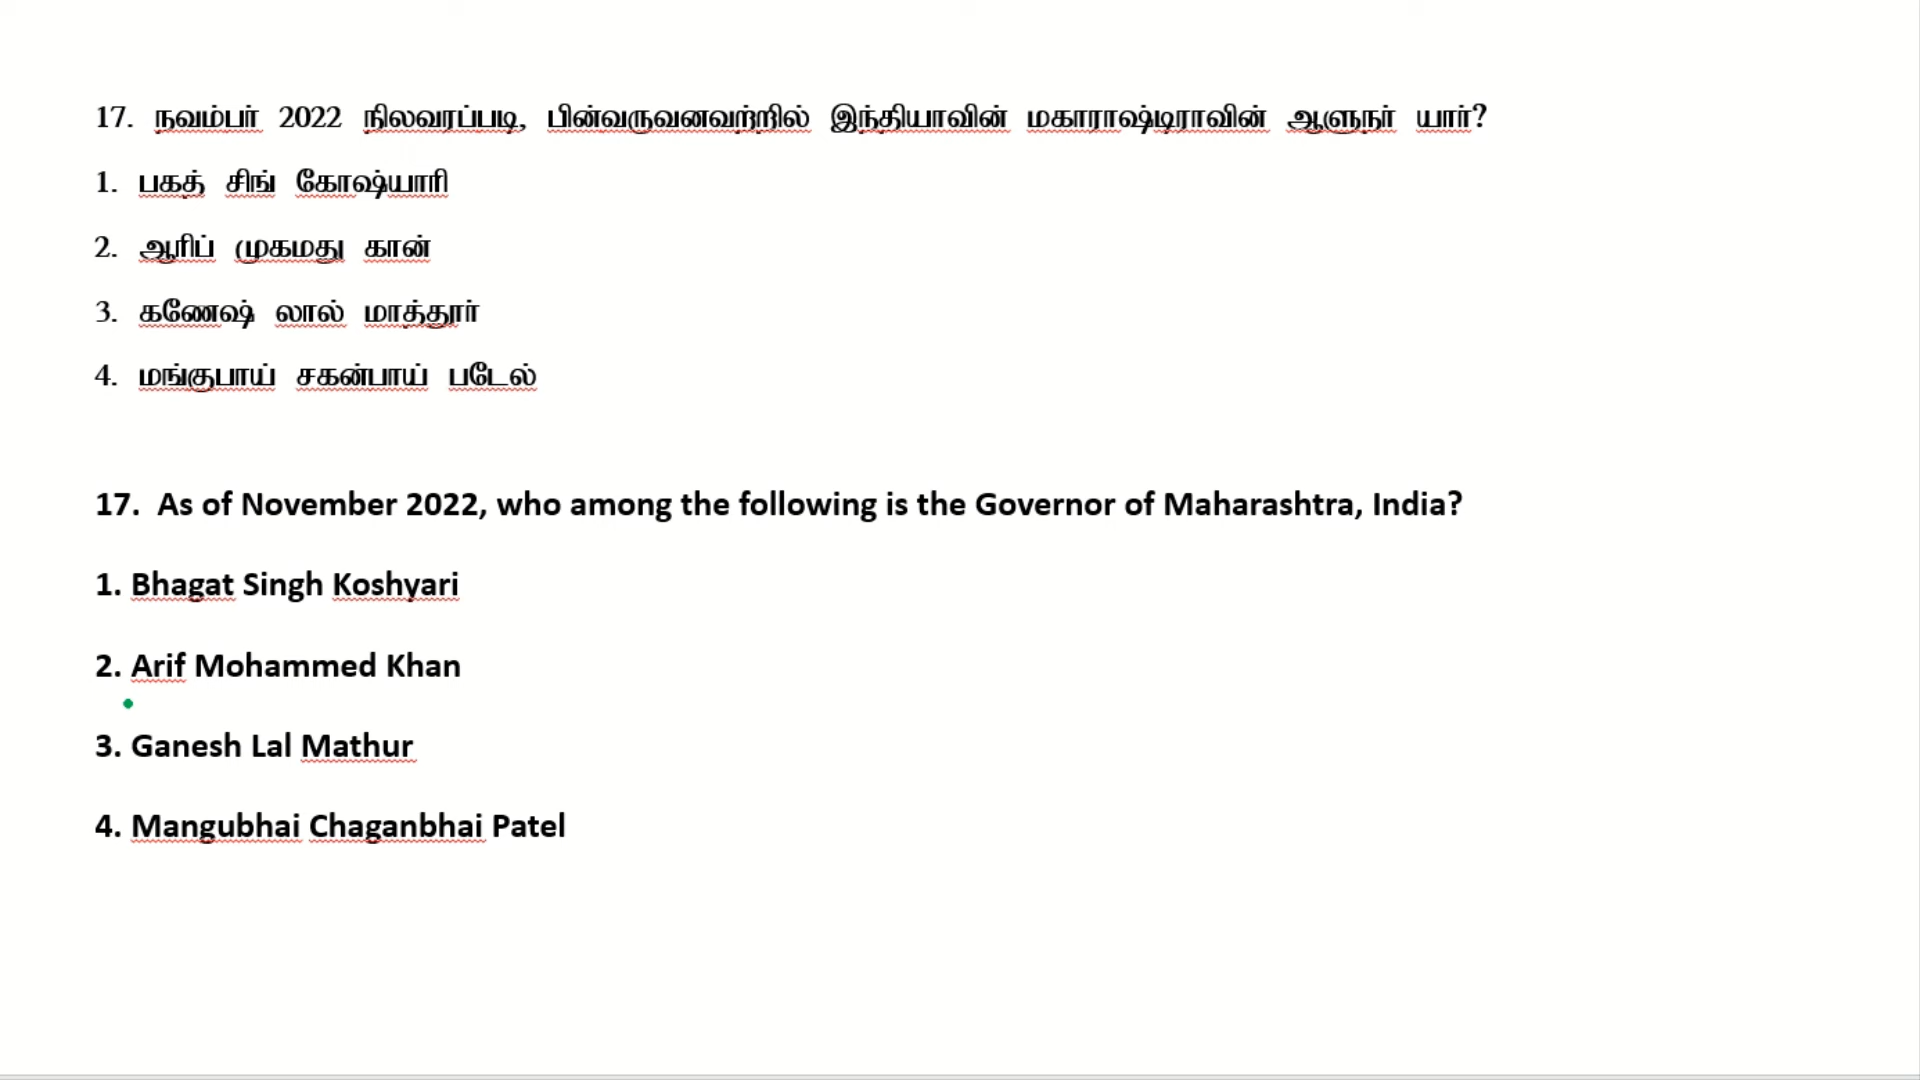 17. நவம்பர் 2022 நிலவரப்படி, பின்வருவனவற்றில் இந்தியாவின் மகாராஷ்டிராவின் ஆளுநர் யார்?
1. பகத் சிங் கோஷ்யாரி
2. ஆரிப் முகமது கான்
3. கணேஷ் லால் மாத்தூர்
4. மங்குபாய் சகன்பாய் படேல்
17. As of November 2022, who among the following is the Governor of Maharashtra, India?
1. Bhagat Singh Koshyari
2. Arif Mohammed Khan
3. Ganesh Lal Mathur
4. Mangubhai Chaganbhai Patel